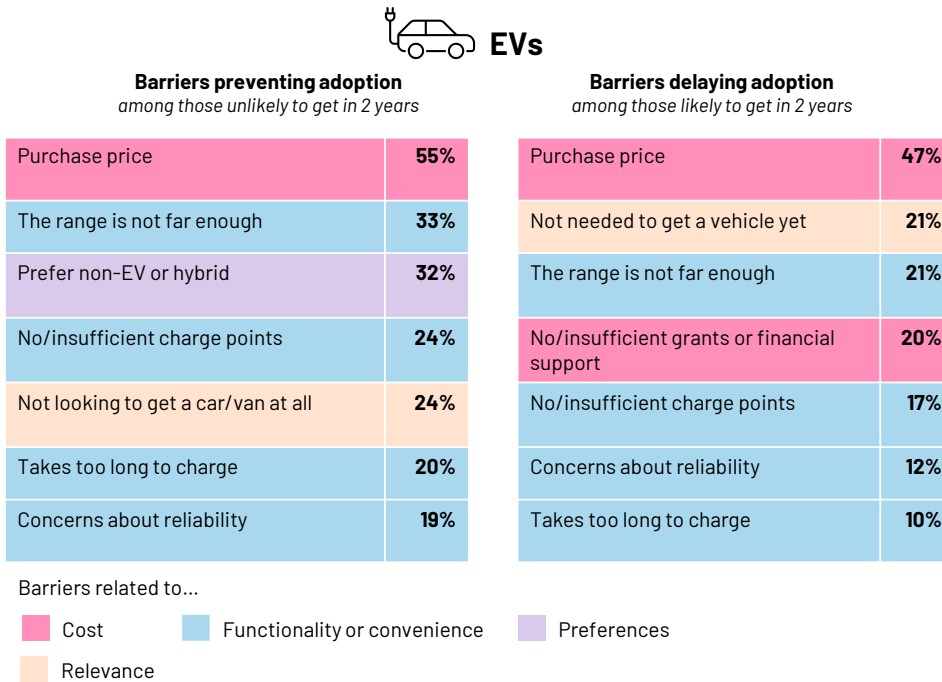 EVs
Barriers preventing adoption
among those unlikely to get in 2 years
Purchase price 55%
The range is not far enough 33%
Prefer non-EV or hybrid 32%
No/insufficient charge points 24%
Not looking to get a car/van at all 24%
Takes too long to charge 20%
Concerns about reliability 19%
Barriers delaying adoption
among those likely to get in 2 years
Purchase price 47%
Not needed to get a vehicle yet 21%
The range is not far enough 21%
No/insufficient grants or financial 20%
support
No/insufficient charge points 17%
Concerns about reliability 12%
Takes too long to charge 10%
Barriers related to...
Cost
Functionality or convenience
Preferences
Relevance